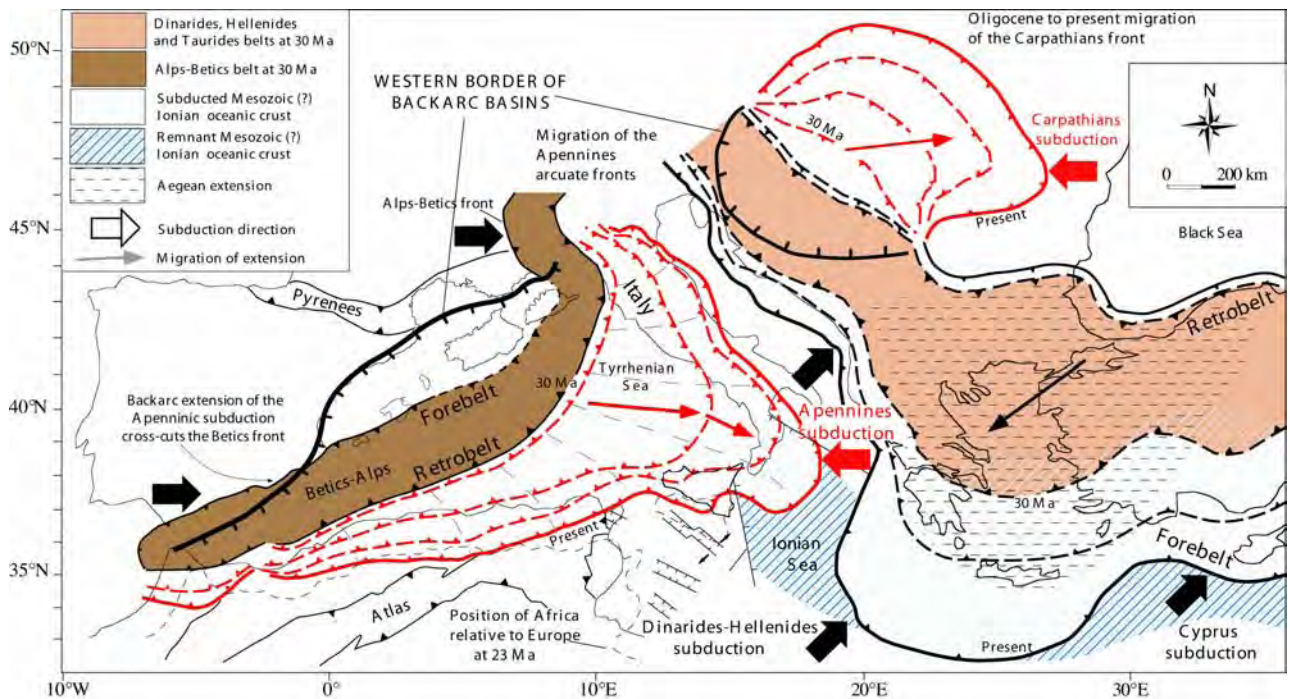 Dinarides, Hellenides
and Taurides belts at 30 Ma
Alps-Betics belt at 30 Ma
Subducted Mesozoic (?)
Ionian oceanic crust
Remnant Mesozoic (?)
Ionian oceanic crust
Aegean extension
Subduction direction
Migration of extension
WESTERN BORDER OF
BACKARC BASINS
Migration of the
Apennines
arcuate fronts
Oligocene to present migration
of the Carpathians front
30 Ma
Carpathians
subduction
Present
N
0 200 km
Black Sea
Alps-Betics front
Pyrenees
Italy
Retrobelt
Tyrrhenian
Sea
30 Ma
Backarc extension of the
Apenninic subduction
cross-cuts the Betics front
Forebelt
Retrobelt
Betics-Alps
Apennines
subduction
30 Ma
Present
Ionian
Sea
Forebelt
Atlas
Position of Africa
relative to Europe
at 23 Ma
Dinarides-Hellenides
subduction
Present
Cyprus
subduction
50°N
45°N
40°N
35°N
10°W
0°
10°E
20°E
30°E